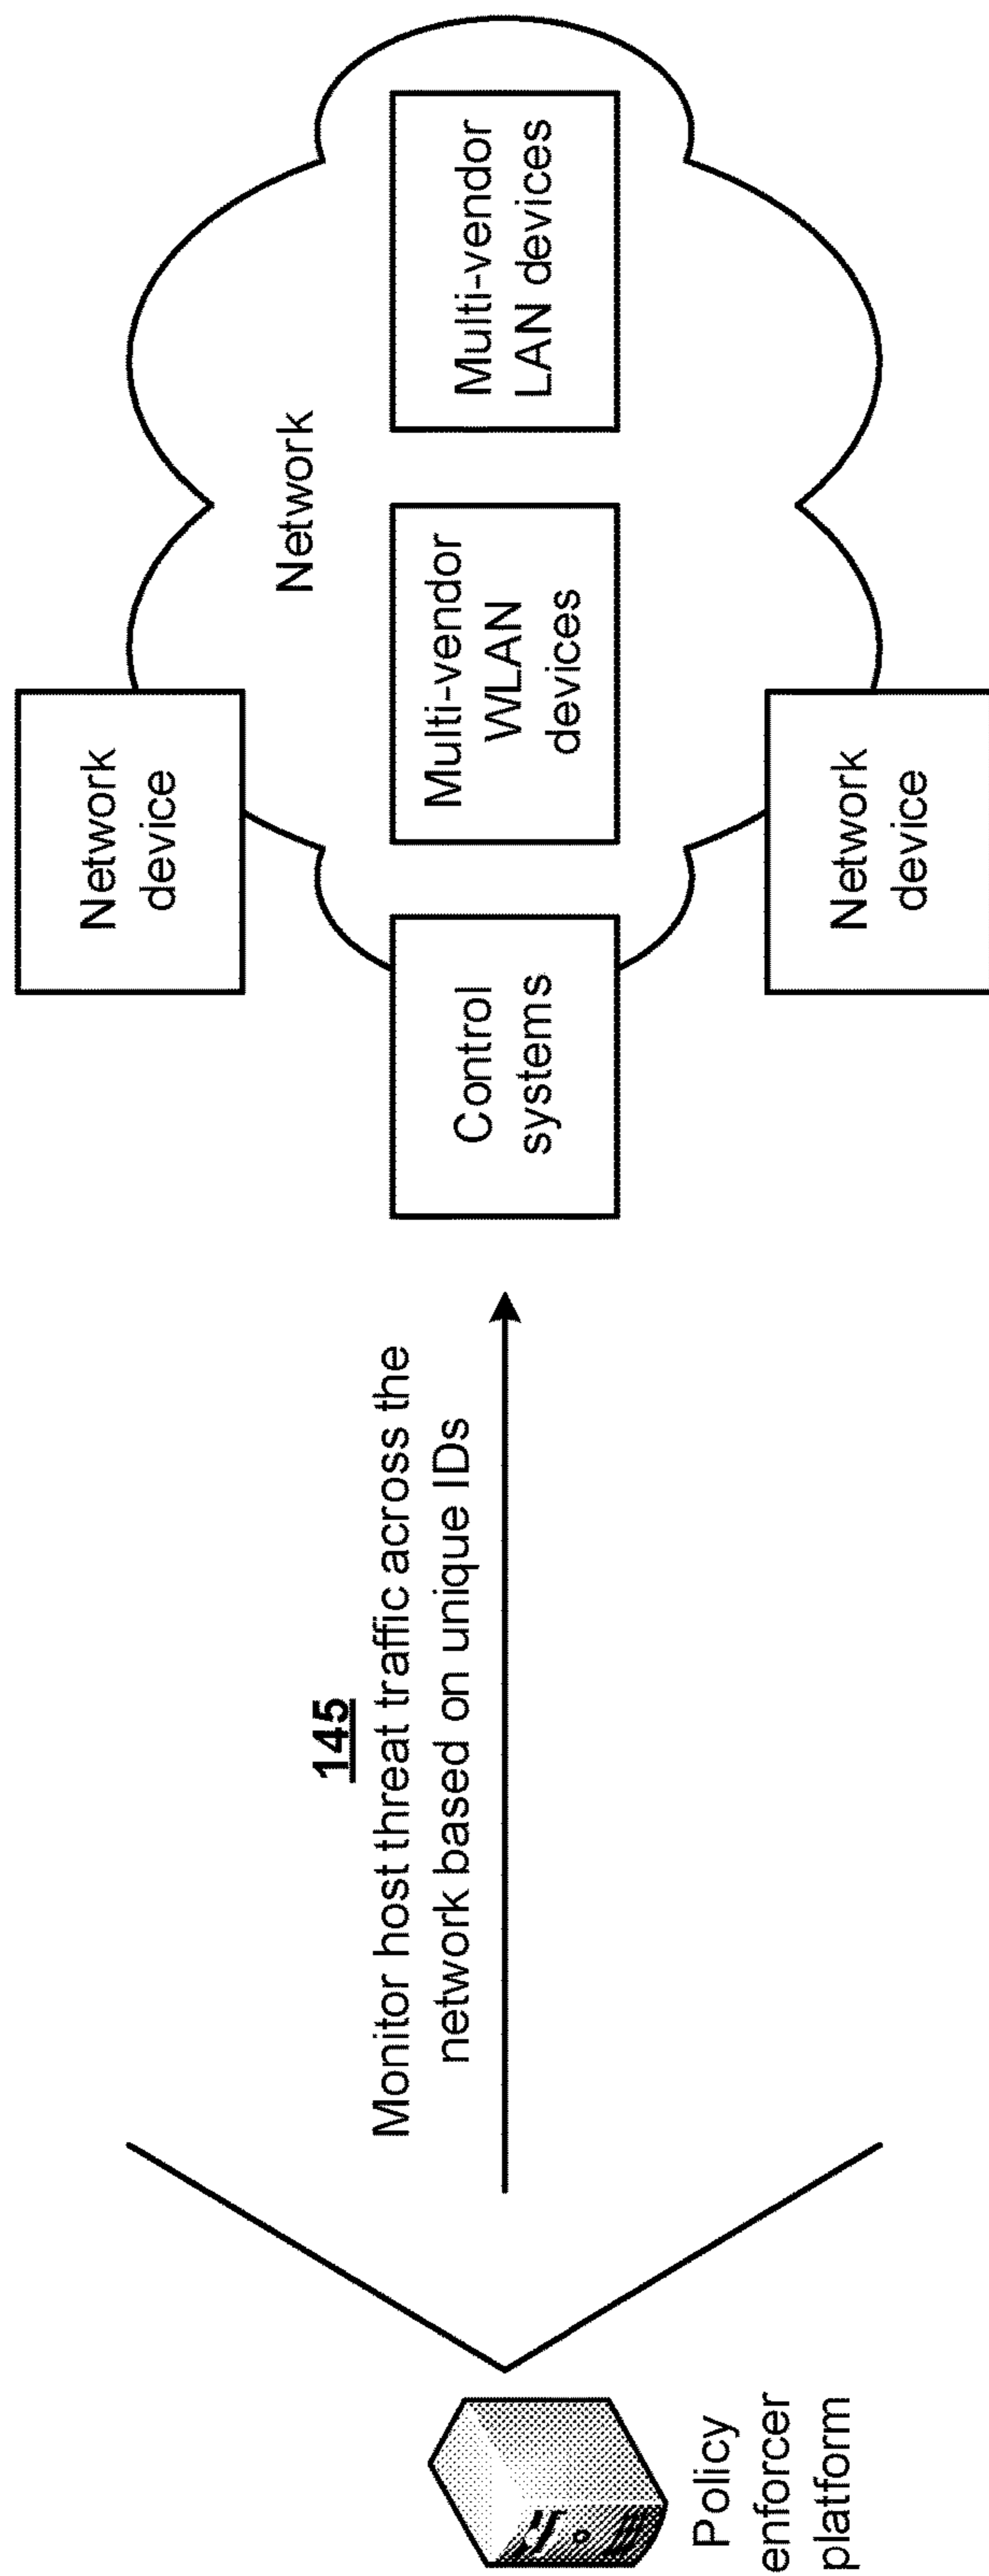 Policy
enforcer
platform
145
Monitor host threat traffic across the
network based on unique IDs
Network
device
Network
Control
systems
Multi-vendor
WLAN
devices
Multi-vendor
LAN devices
Network
device